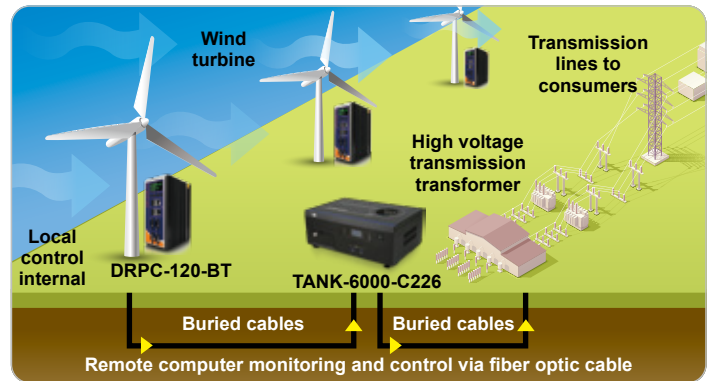 Wind
turbine
Transmission
lines to
consumers
High voltage
transmission
transformer
Local
control
internal
DRPC-120-BT
TANK-6000-C226
Buried cables
Buried cables
Remote computer monitoring and control via fiber optic cable